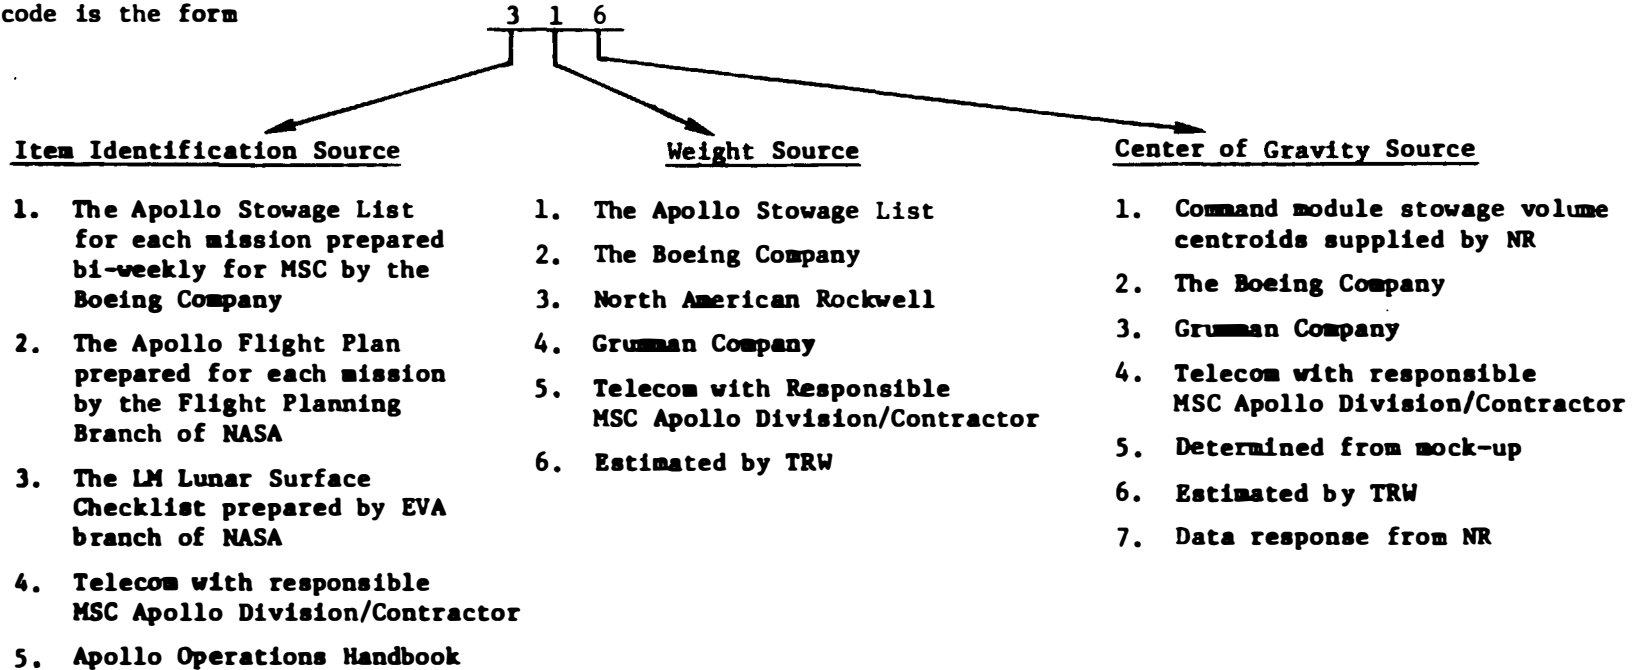 code is the form
3 1 6
Item Identification Source
1. The Apollo Stowage List
for each mission prepared
bi-weekly for MSC by the
Boeing Company
2. The Apollo Flight Plan
prepared for each mission
by the Flight Planning
Branch of NASA
3. The LM Lunar Surface
Checklist prepared by EVA
branch of NASA
4. Telecom with responsible
MSC Apollo Division/Contractor
5. Apollo Operations Handbook
Weight Source
1. The Apollo Stowage List
2. The Boeing Company
3. North American Rockwell
4. Grumman Company
5. Telecom with Responsible
MSC Apollo Division/Contractor
6. Estimated by TRW
Center of Gravity Source
1. Command module stowage volume
centroids supplied by NR
2. The Boeing Company
3. Grumman Company
4. Telecom with responsible
MSC Apollo Division/Contractor
5. Determined from mock-up
6. Estimated by TRW
7. Data response from NR